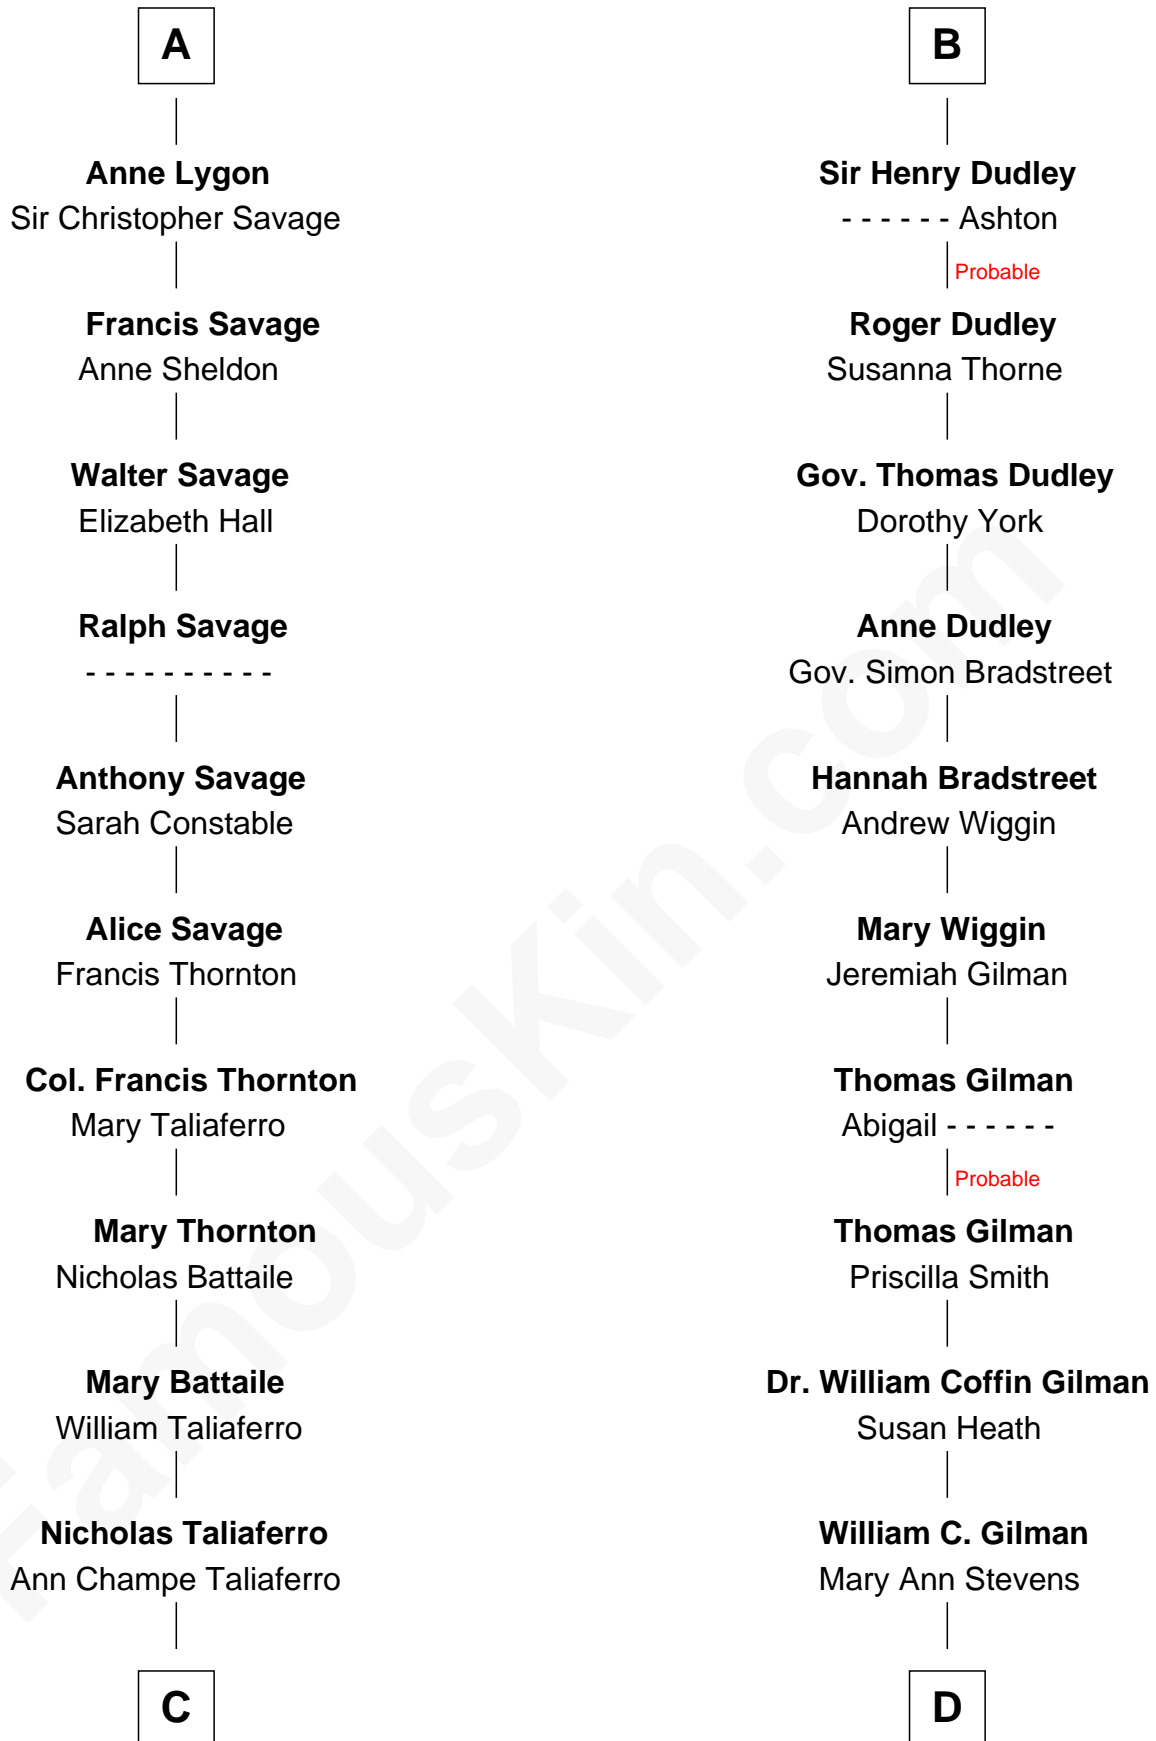 A
Anne Lygon
Sir Christopher Savage
Francis Savage
Anne Sheldon
Walter Savage
Elizabeth Hall
Ralph Savage
- - - - - - - - - -
Anthony Savage
Sarah Constable
Alice Savage
Francis Thornton
Col. Francis Thornton
Mary Taliaferro
Mary Thornton
Nicholas Battaile
Mary Battaile
William Taliaferro
Nicholas Taliaferro
Ann Champe Taliaferro
C
B
Sir Henry Dudley
- - - - - - Ashton
Probable
Roger Dudley
Susanna Thorne
Gov. Thomas Dudley
Dorothy York
Anne Dudley
Gov. Simon Bradstreet
Hannah Bradstreet
Andrew Wiggin
Mary Wiggin
Jeremiah Gilman
Thomas Gilman
Abigail - - - - - -
Probable
Thomas Gilman
Priscilla Smith
Dr. William Coffin Gilman
Susan Heath
William C. Gilman
Mary Ann Stevens
D
FamousKin.com